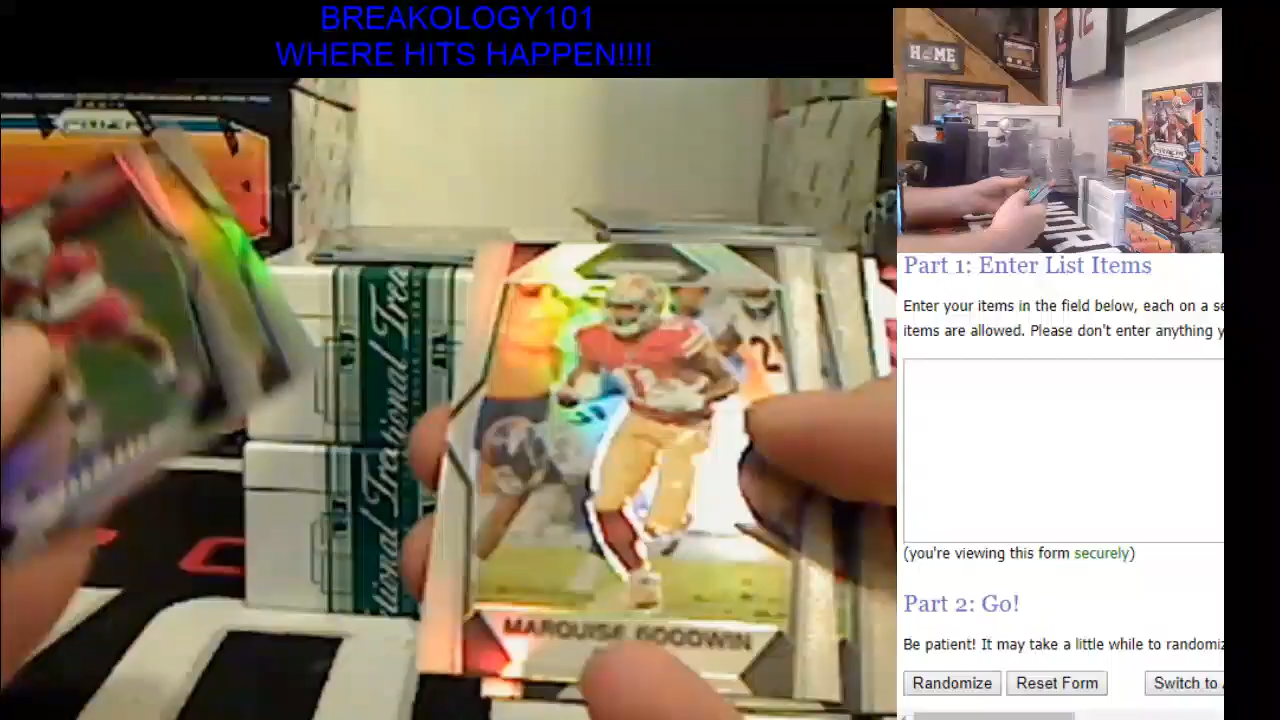 BREAKOLOGY101
WHERE HITS HAPPEN!!!!
HOME
12
PRIZM
MARQUISE GOODWIN
Part 1: Enter List Items
Enter your items in the field below, each on a se
items are allowed. Please don't enter anything y
(you're viewing this form securely)
Part 2: Go!
Be patient! It may take a little while to randomiz
Randomize
Reset Form
Switch to